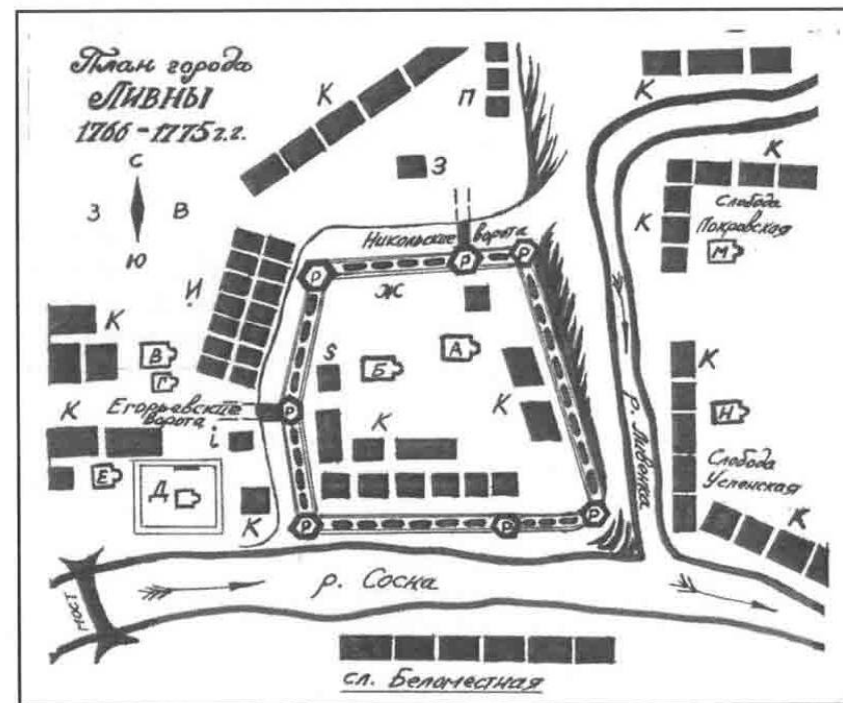 План города
ЛИВНЫ
1766-1775 г.г.
С
З
В
Ю
К
П
К
З
К
К
Слобода
Покровская
М
Никольские ворота
Р
Р
Р
Ж
И
К
В
Г
S
Б
А
К
К
Н
р. Ливенка
К
Егорьевские
ворота
Р
i
К
Е
Д
К
Слобода
Успенская
К
Р
Р
Р
мост
р. Сосна
сл. Беломестная